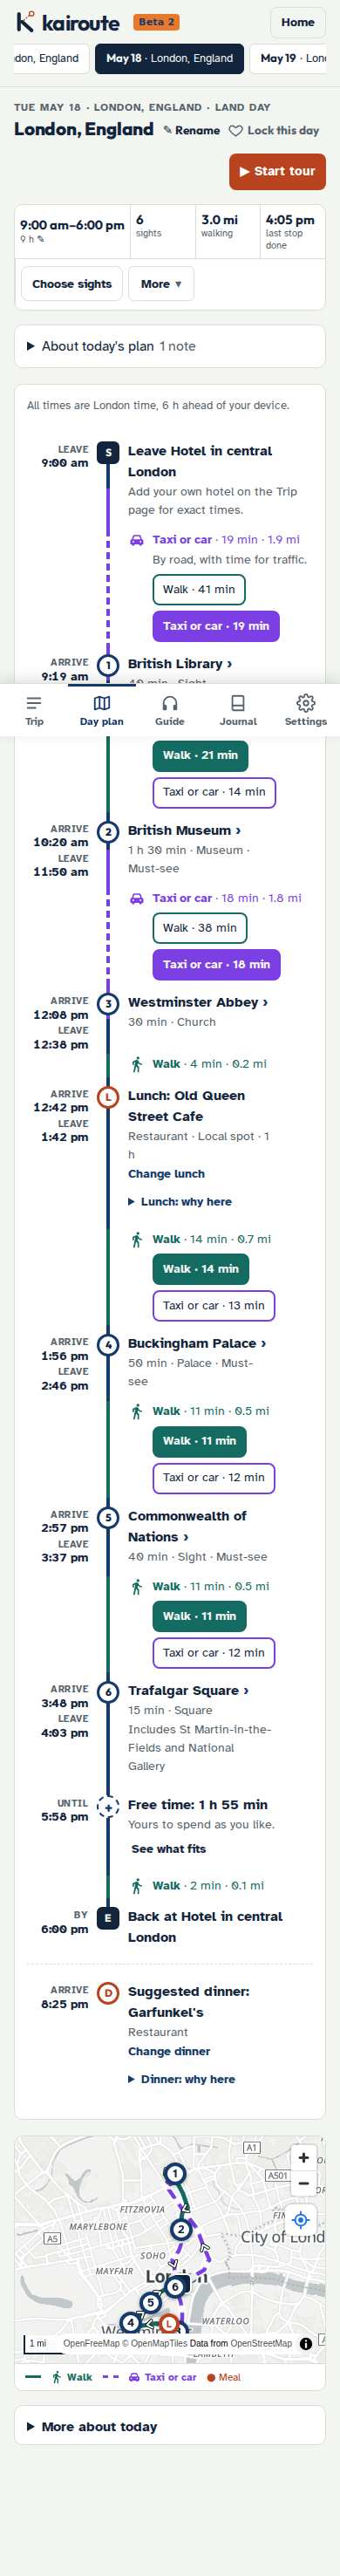 kairoute Beta 2 Home
don, England May 18 · London, England May 19 · Lon
TUE MAY 18 · LONDON, ENGLAND · LAND DAY
London, England ✎ Rename Lock this day
▶ Start tour
9:00 am–6:00 pm
9 h ✎
6
sights
3.0 mi
walking
4:05 pm
last stop
done
Choose sights More ▾
▶ About today's plan 1 note
All times are London time, 6 h ahead of your device.
LEAVE
9:00 am
S
Leave Hotel in central
London
Add your own hotel on the Trip
page for exact times.
Taxi or car · 19 min · 1.9 mi
By road, with time for traffic.
Walk · 41 min
Taxi or car · 19 min
ARRIVE
9:19 am
1
British Library ›
Trip Day plan Guide Journal Settings
Walk · 21 min
Taxi or car · 14 min
ARRIVE
10:20 am
LEAVE
11:50 am
2
British Museum ›
1 h 30 min · Museum ·
Must-see
Taxi or car · 18 min · 1.8 mi
Walk · 38 min
Taxi or car · 18 min
ARRIVE
12:08 pm
LEAVE
12:38 pm
3
Westminster Abbey ›
30 min · Church
Walk · 4 min · 0.2 mi
ARRIVE
12:42 pm
LEAVE
1:42 pm
L
Lunch: Old Queen
Street Cafe
Restaurant · Local spot · 1
h
Change lunch
▶ Lunch: why here
Walk · 14 min · 0.7 mi
Walk · 14 min
Taxi or car · 13 min
ARRIVE
1:56 pm
LEAVE
2:46 pm
4
Buckingham Palace ›
50 min · Palace · Must-
see
Walk · 11 min · 0.5 mi
Walk · 11 min
Taxi or car · 12 min
ARRIVE
2:57 pm
LEAVE
3:37 pm
5
Commonwealth of
Nations ›
40 min · Sight · Must-see
Walk · 11 min · 0.5 mi
Walk · 11 min
Taxi or car · 12 min
ARRIVE
3:48 pm
LEAVE
4:03 pm
6
Trafalgar Square ›
15 min · Square
Includes St Martin-in-the-
Fields and National
Gallery
UNTIL
5:58 pm
+
Free time: 1 h 55 min
Yours to spend as you like.
See what fits
Walk · 2 min · 0.1 mi
BY
6:00 pm
E
Back at Hotel in central
London
ARRIVE
8:25 pm
D
Suggested dinner:
Garfunkel's
Restaurant
Change dinner
▶ Dinner: why here
A1
A501
1
FITZROVIA
MARYLEBONE
2
A5
City of Lond
SOHO
MAYFAIR
6
5
4
L
WATERLOO
1 mi OpenFreeMap © OpenMapTiles Data from OpenStreetMap
Walk Taxi or car Meal
▶ More about today